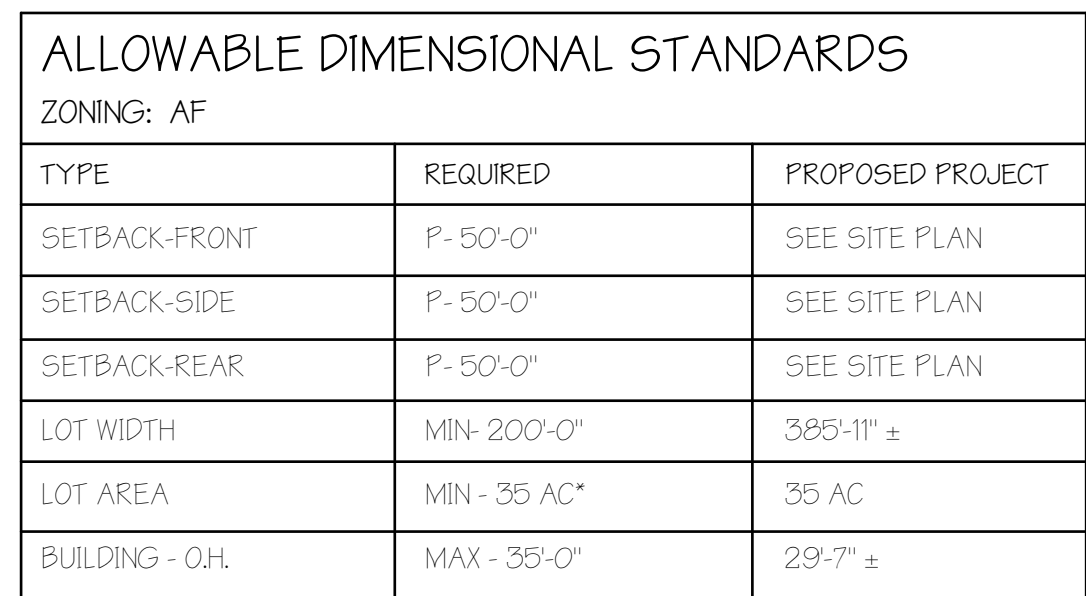 ALLOWABLE DIMENSIONAL STANDARDS
ZONING: AF
TYPE REQUIRED PROPOSED PROJECT
SETBACK-FRONT P- 50'-0" SEE SITE PLAN
SETBACK-SIDE P- 50'-0" SEE SITE PLAN
SETBACK-REAR P- 50'-0" SEE SITE PLAN
LOT WIDTH MIN- 200'-0" 385'-11" ±
LOT AREA MIN - 35 AC* 35 AC
BUILDING - O.H. MAX - 35'-0" 29'-7" ±